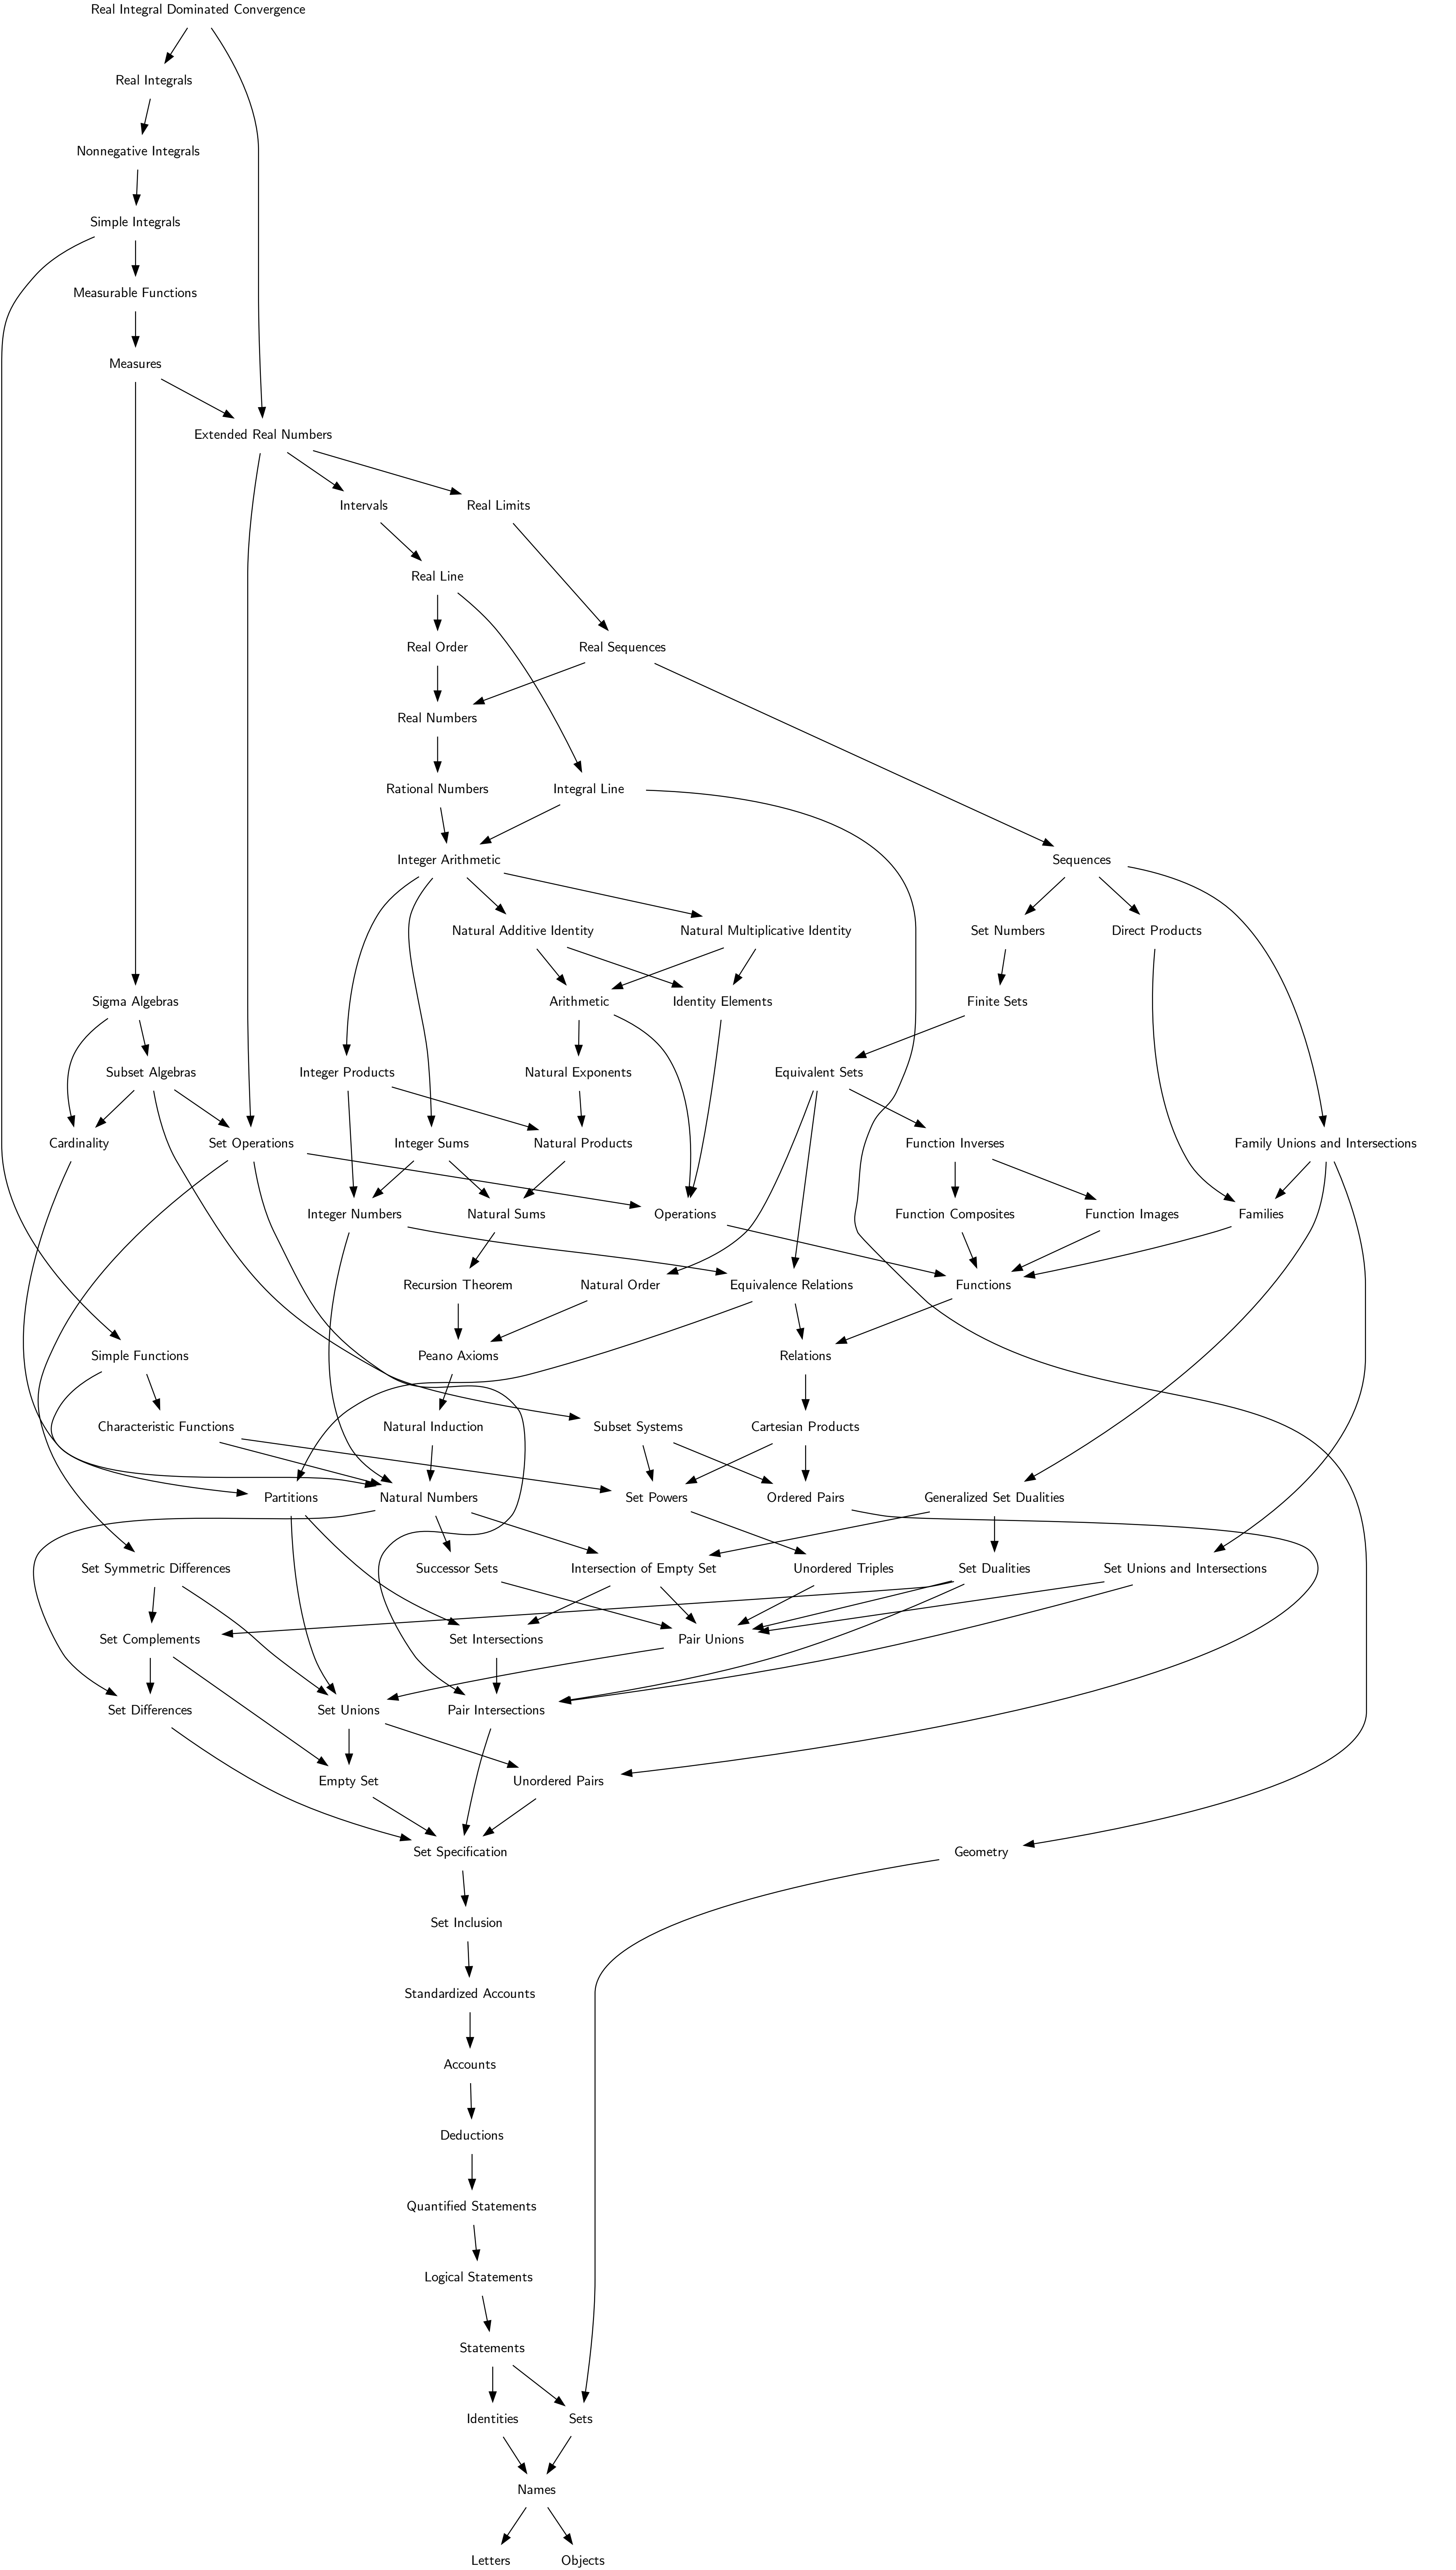 Real Integral Dominated Convergence
Real Integrals
Nonnegative Integrals
Simple Integrals
Measurable Functions
Measures
Extended Real Numbers
Intervals
Real Limits
Real Line
Real Order
Real Sequences
Real Numbers
Rational Numbers
Integral Line
Integer Arithmetic
Sequences
Natural Additive Identity
Natural Multiplicative Identity
Set Numbers
Direct Products
Sigma Algebras
Arithmetic
Identity Elements
Finite Sets
Subset Algebras
Integer Products
Natural Exponents
Equivalent Sets
Cardinality
Set Operations
Integer Sums
Natural Products
Function Inverses
Family Unions and Intersections
Integer Numbers
Natural Sums
Operations
Function Composites
Function Images
Families
Recursion Theorem
Natural Order
Equivalence Relations
Functions
Simple Functions
Peano Axioms
Relations
Characteristic Functions
Natural Induction
Subset Systems
Cartesian Products
Partitions
Natural Numbers
Set Powers
Ordered Pairs
Generalized Set Dualities
Set Symmetric Differences
Successor Sets
Intersection of Empty Set
Unordered Triples
Set Dualities
Set Unions and Intersections
Set Complements
Set Intersections
Pair Unions
Set Differences
Set Unions
Pair Intersections
Empty Set
Unordered Pairs
Set Specification
Geometry
Set Inclusion
Standardized Accounts
Accounts
Deductions
Quantified Statements
Logical Statements
Statements
Identities
Sets
Names
Letters
Objects